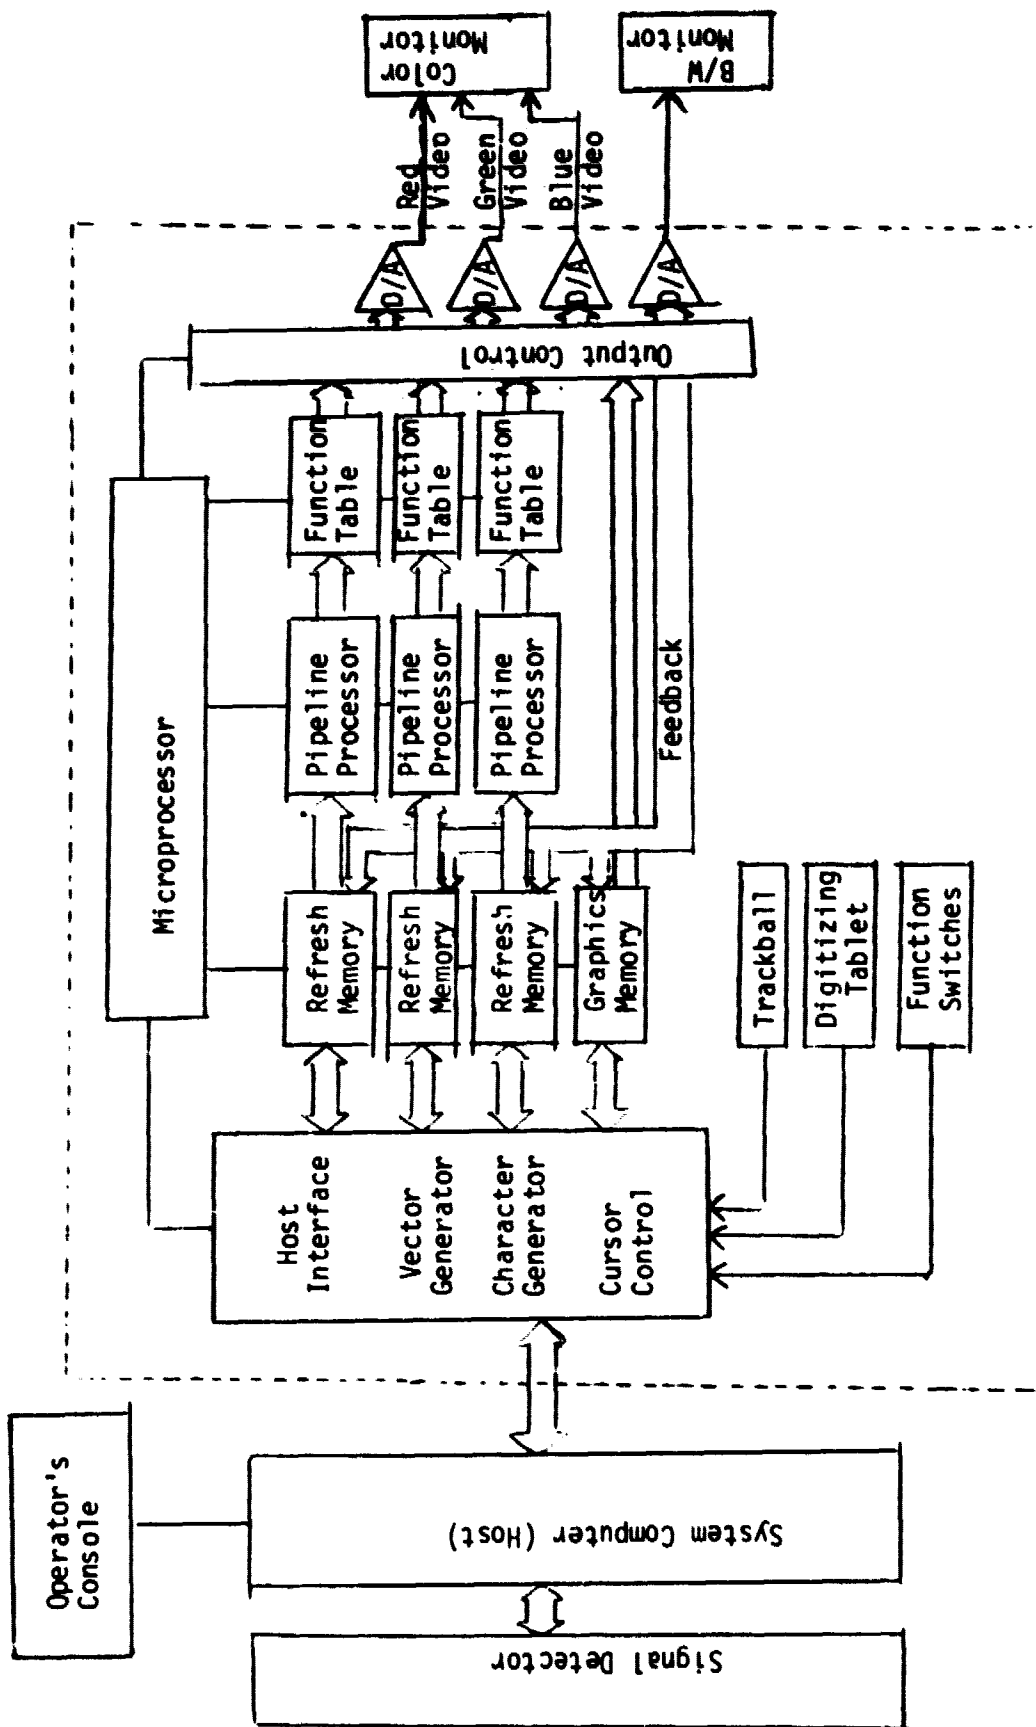 Operator's
Console
Signal Detector
System Computer (Host)
Microprocessor
Host
Interface
Vector
Generator
Character
Generator
Cursor
Control
Refresh
Memory
Refresh
Memory
Refresh
Memory
Graphics
Memory
Pipeline
Processor
Pipeline
Processor
Pipeline
Processor
Function
Table
Function
Table
Function
Table
Feedback
Output Control
D/A
D/A
D/A
D/A
Red
Video
Green
Video
Blue
Video
Color
Monitor
B/W
Monitor
Trackball
Digitizing
Tablet
Function
Switches